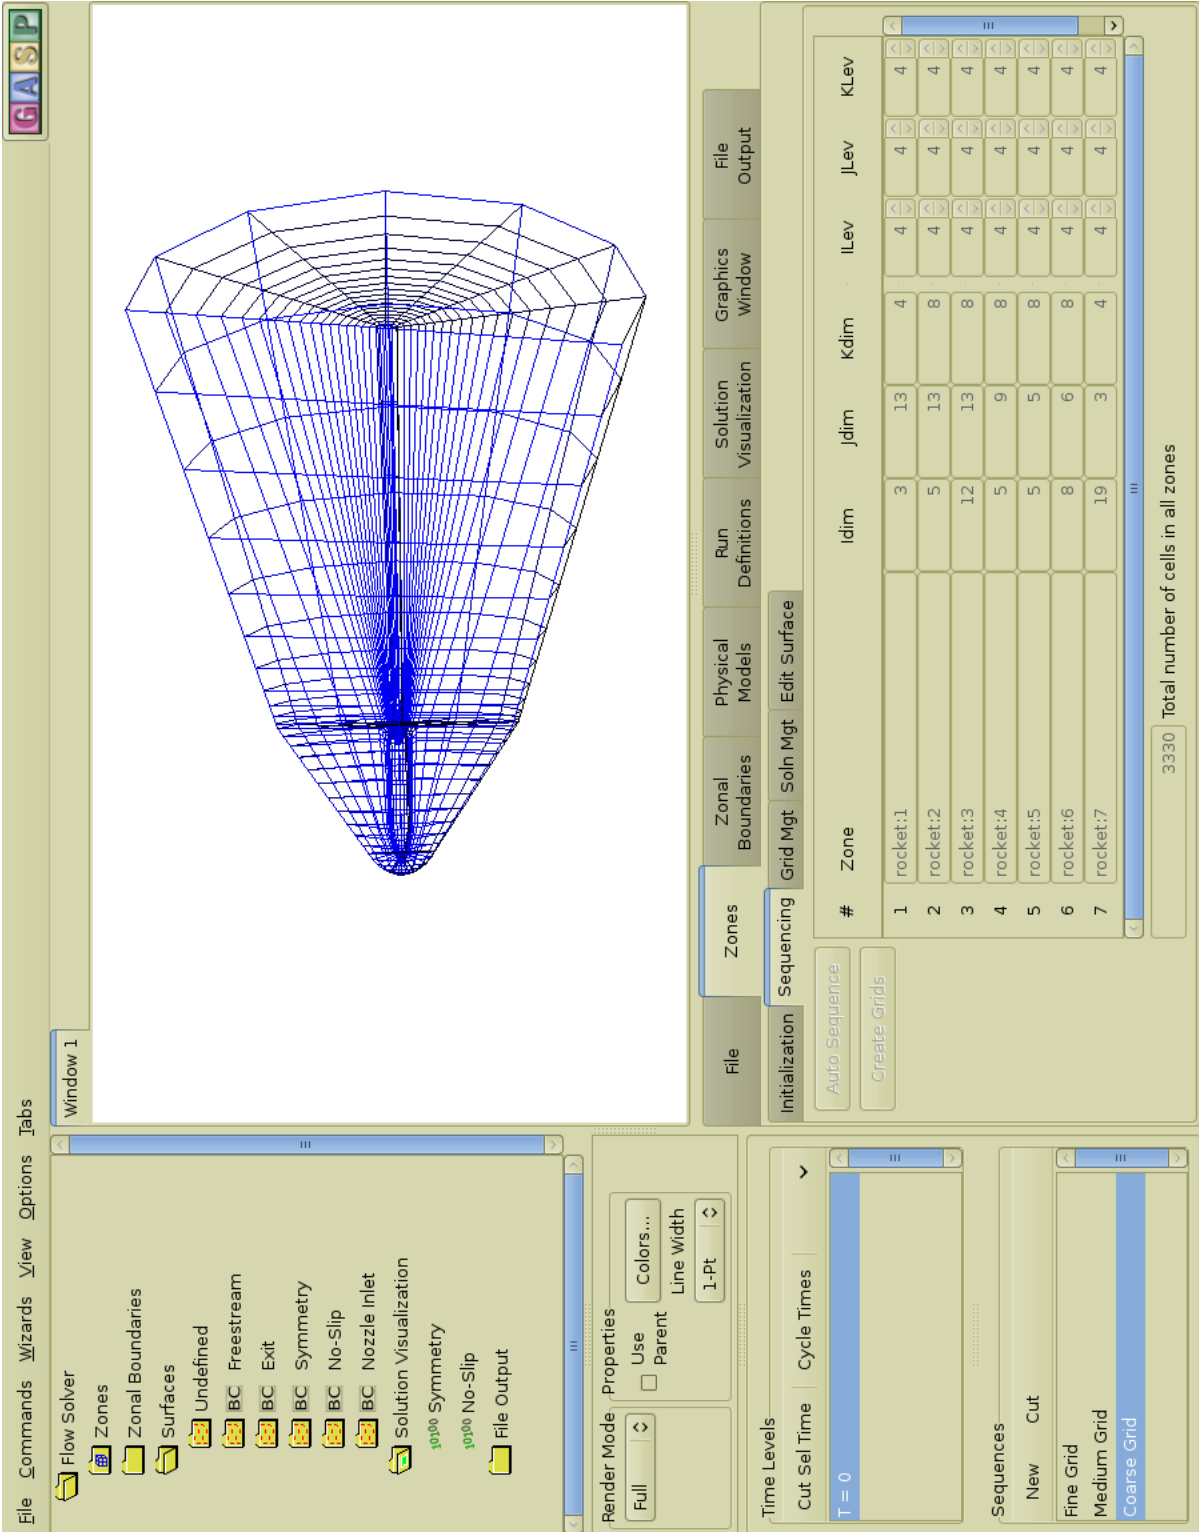 GASP
File Commands Wizards View Options Tabs
Flow Solver
Zones
Zonal Boundaries
Surfaces
Undefined
BC Freestream
BC Exit
BC Symmetry
BC No-Slip
BC Nozzle Inlet
Solution Visualization
10100 Symmetry
10100 No-Slip
File Output
Render Mode
Full
Properties
Use
Parent
Colors...
Line Width
1-Pt
Time Levels
Cut Sel Time Cycle Times
T = 0
Sequences
New Cut
Fine Grid
Medium Grid
Coarse Grid
Window 1
File
Zones
Zonal
Boundaries
Physical
Models
Run
Definitions
Solution
Visualization
Graphics
Window
File
Output
Initialization Sequencing Grid Mgt Soln Mgt Edit Surface
Auto Sequence
Create Grids
# Zone Idim Jdim Kdim ILev JLev KLev
1 rocket:1 3 13 4 4 4 4
2 rocket:2 5 13 8 4 4 4
3 rocket:3 12 13 8 4 4 4
4 rocket:4 5 9 8 4 4 4
5 rocket:5 5 5 8 4 4 4
6 rocket:6 8 6 8 4 4 4
7 rocket:7 19 3 4 4 4 4
3330 Total number of cells in all zones